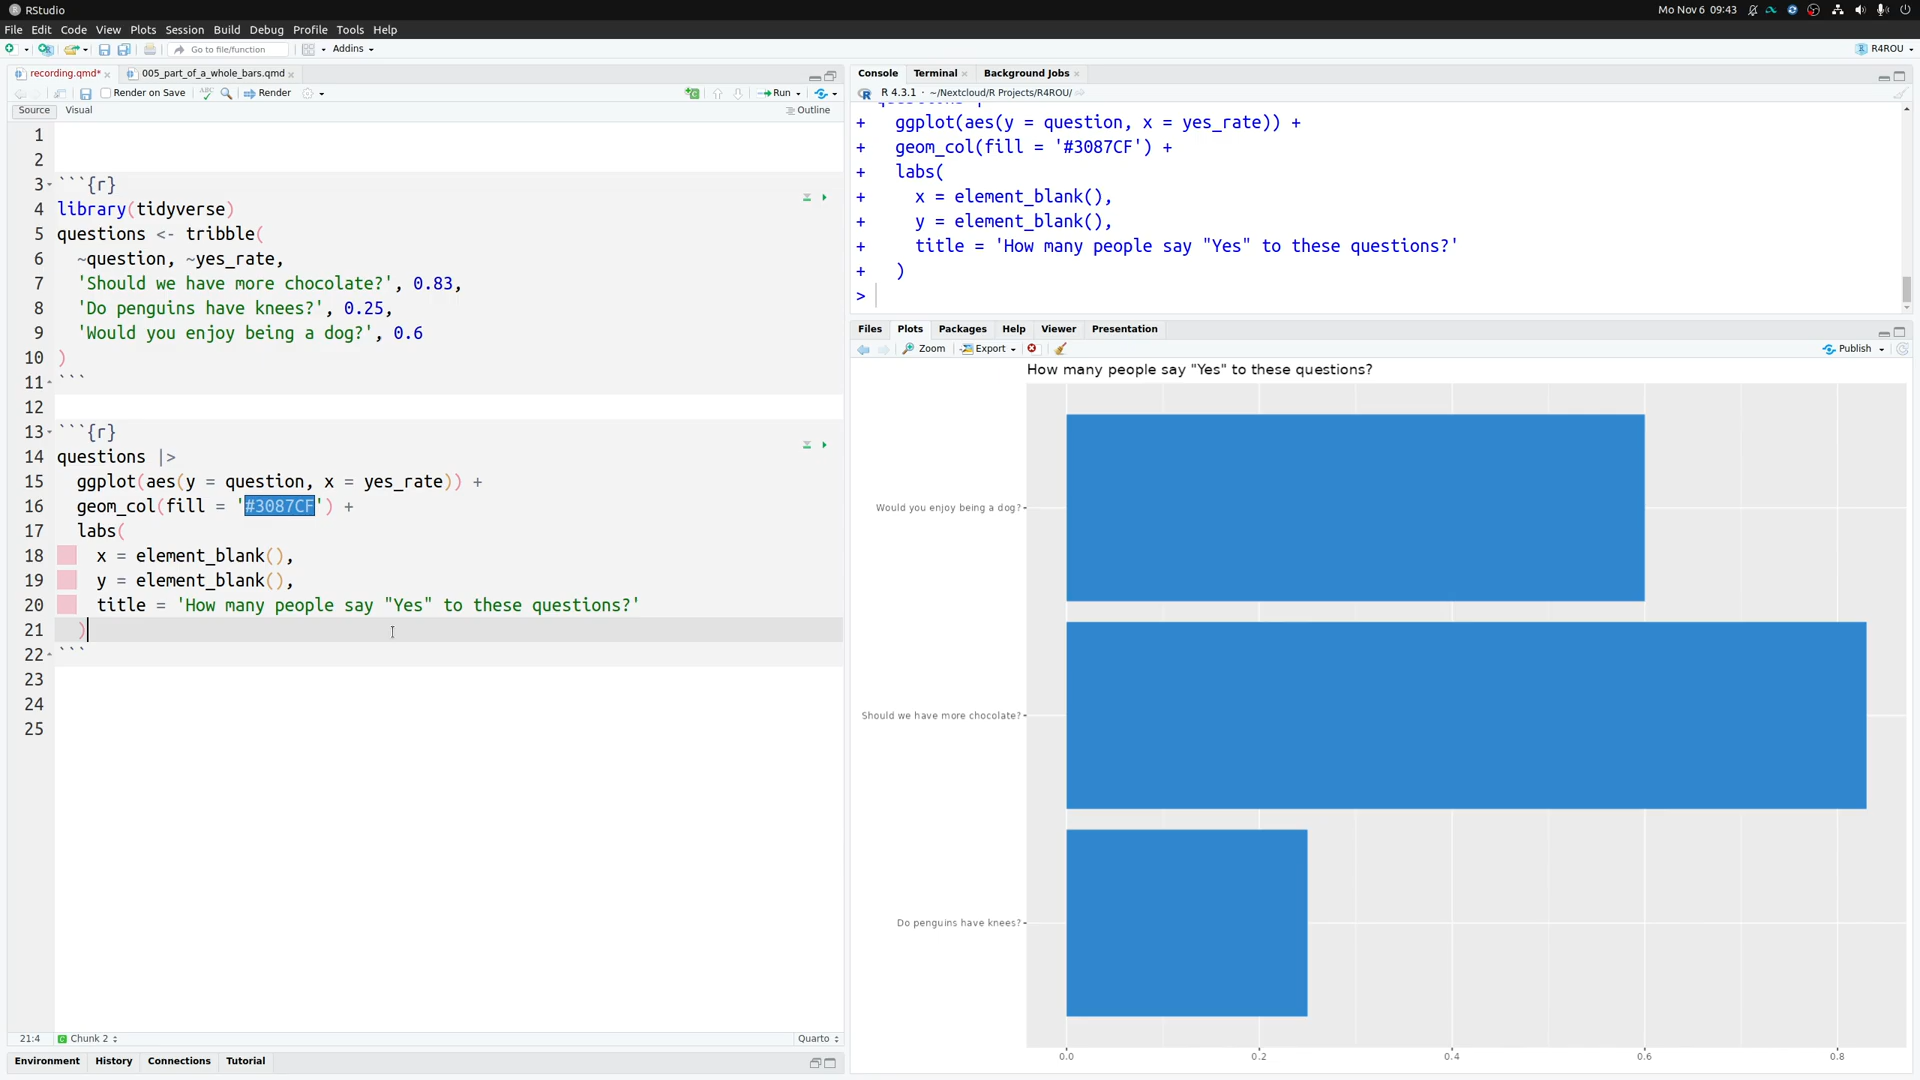 RStudio
Mo Nov 6 09:43
File Edit Code View Plots Session Build Debug Profile Tools Help
Go to file/function
Addins
R4ROU
recording.qmd*
005_part_of_a_whole_bars.qmd
Render on Save
ABC
Render
Run
Source Visual
Outline
1
2
3 ```{r}
4 library(tidyverse)
5 questions <- tribble(
6 ~question, ~yes_rate,
7 'Should we have more chocolate?', 0.83,
8 'Do penguins have knees?', 0.25,
9 'Would you enjoy being a dog?', 0.6
10 )
11 ```
12
13 ```{r}
14 questions |>
15 ggplot(aes(y = question, x = yes_rate)) +
16 geom_col(fill = '#3087CF') +
17 labs(
18 x = element_blank(),
19 y = element_blank(),
20 title = 'How many people say "Yes" to these questions?'
21 )
22 ```
23
24
25
21:4 Chunk 2 Quarto
Environment History Connections Tutorial
Console Terminal Background Jobs
R 4.3.1 · ~/Nextcloud/R Projects/R4ROU/
+ ggplot(aes(y = question, x = yes_rate)) +
+ geom_col(fill = '#3087CF') +
+ labs(
+ x = element_blank(),
+ y = element_blank(),
+ title = 'How many people say "Yes" to these questions?'
+ )
>
Files Plots Packages Help Viewer Presentation
Zoom Export Publish
How many people say "Yes" to these questions?
Would you enjoy being a dog?
Should we have more chocolate?
Do penguins have knees?
0.0 0.2 0.4 0.6 0.8